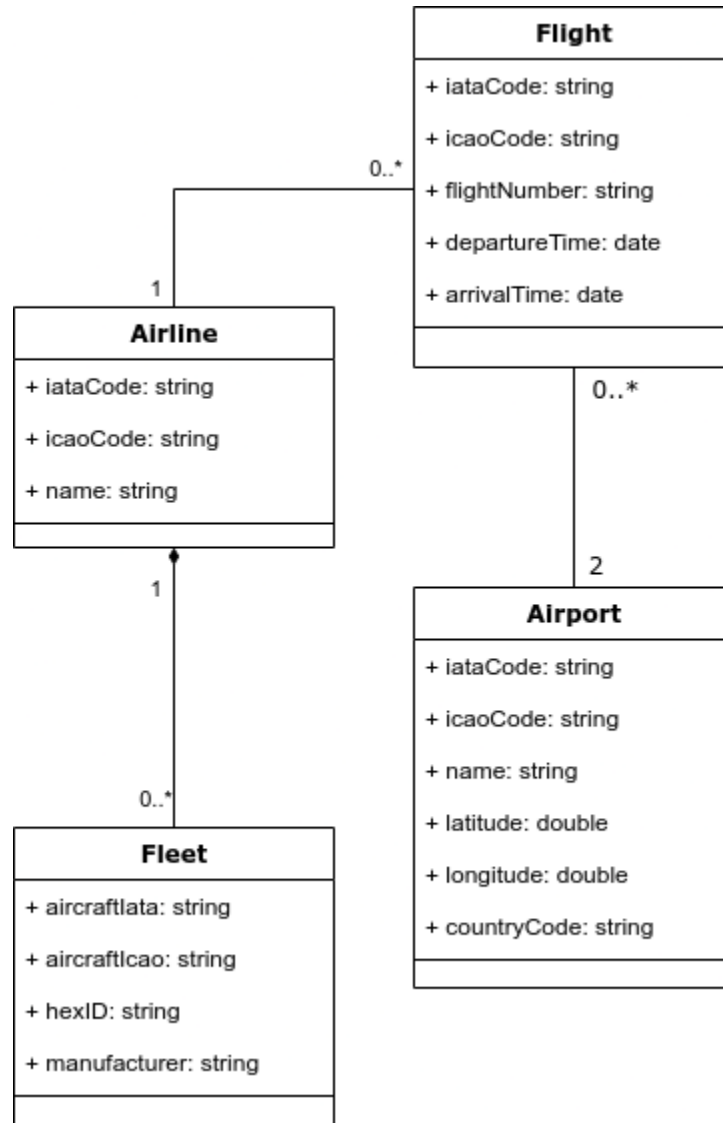 Flight
+ iataCode: string
+ icaoCode: string
+ flightNumber: string
+ departureTime: date
+ arrivalTime: date
0..*
1
Airline
+ iataCode: string
+ icaoCode: string
+ name: string
0..*
2
Airport
+ iataCode: string
+ icaoCode: string
+ name: string
+ latitude: double
+ longitude: double
+ countryCode: string
1
0..*
Fleet
+ aircraftIata: string
+ aircraftIcao: string
+ hexID: string
+ manufacturer: string